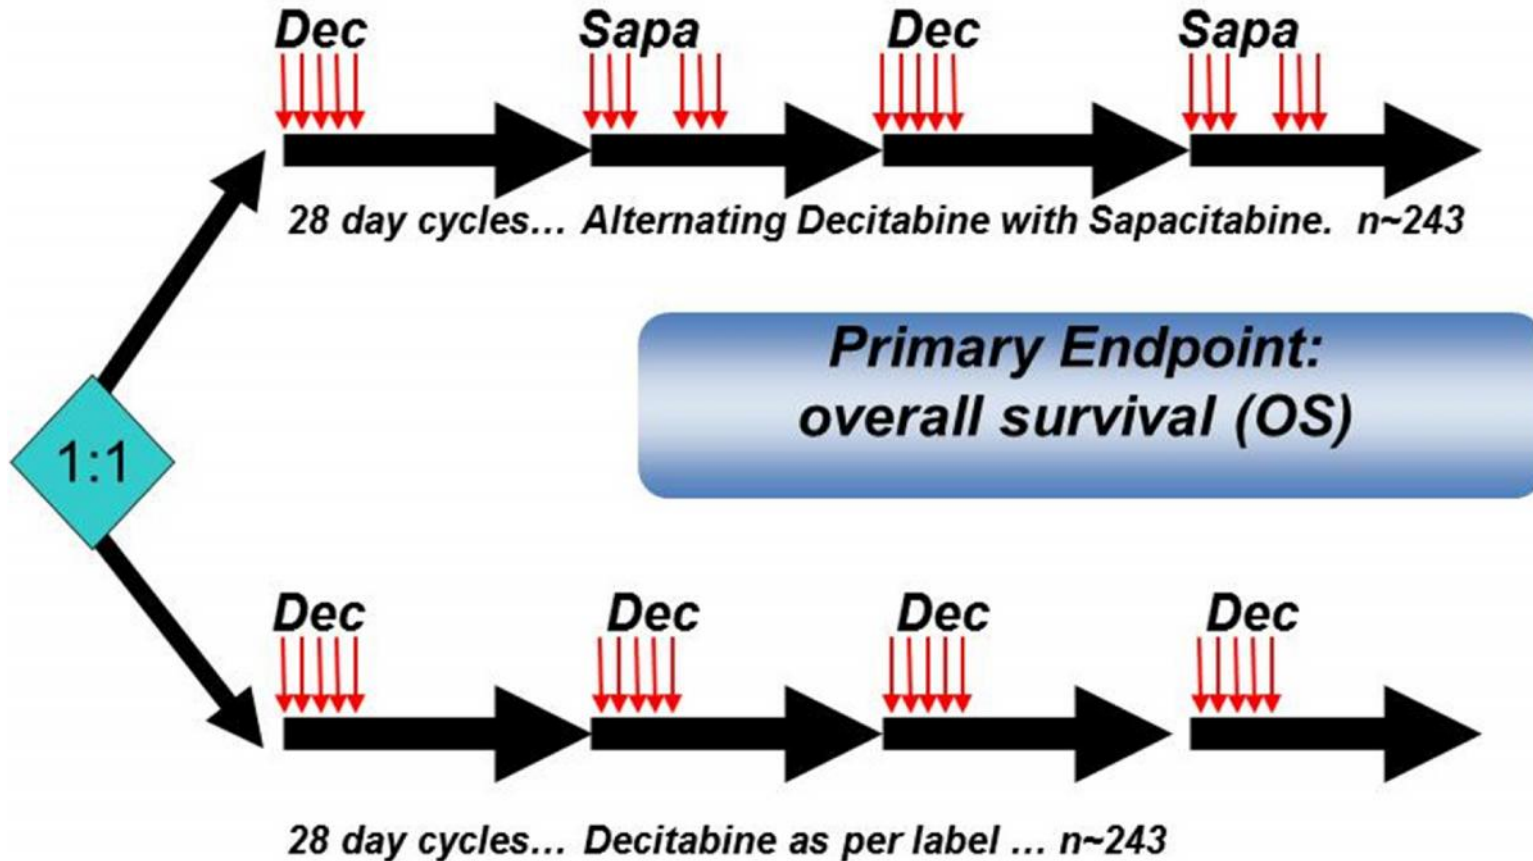 Dec Sapa Dec Sapa
28 day cycles... Alternating Decitabine with Sapacitabine. n~243
Primary Endpoint:
overall survival (OS)
1:1
Dec Dec Dec Dec
28 day cycles... Decitabine as per label ... n~243